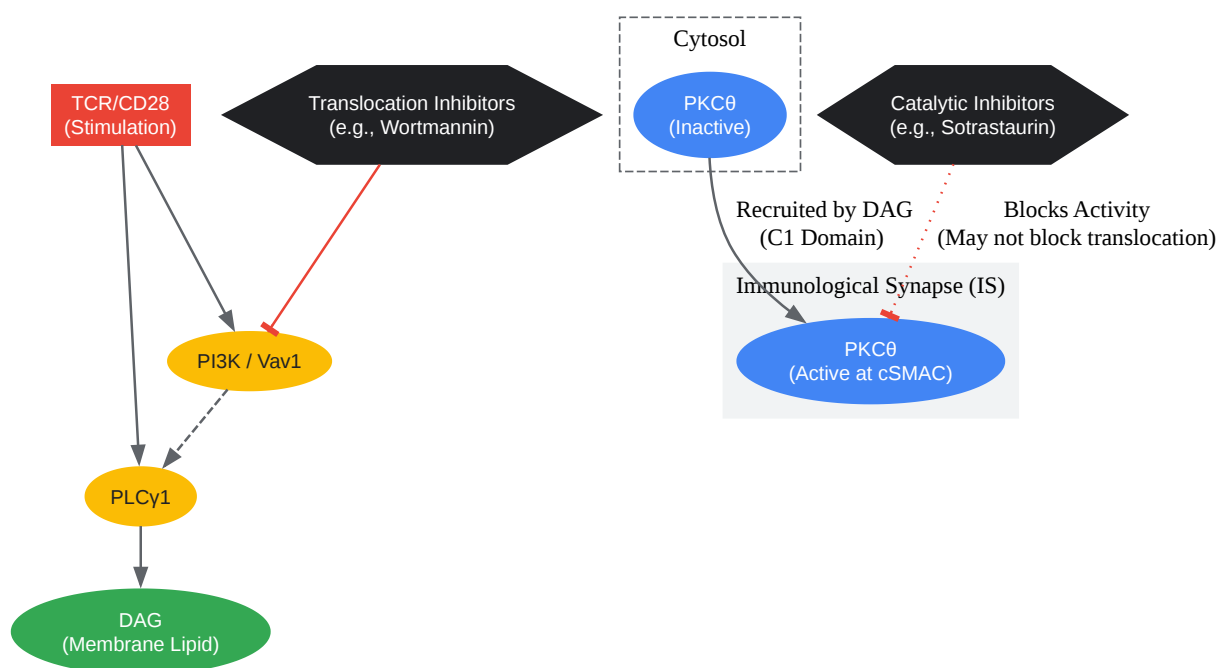 Cytosol
TCR/CD28
(Stimulation)
Translocation Inhibitors
(e.g., Wortmannin)
PKCθ
(Inactive)
Catalytic Inhibitors
(e.g., Sotrastaurin)
Recruited by DAG
(C1 Domain)
Blocks Activity
(May not block translocation)
Immunological Synapse (IS)
PI3K / Vav1
PKCθ
(Active at cSMAC)
PLCγ1
DAG
(Membrane Lipid)